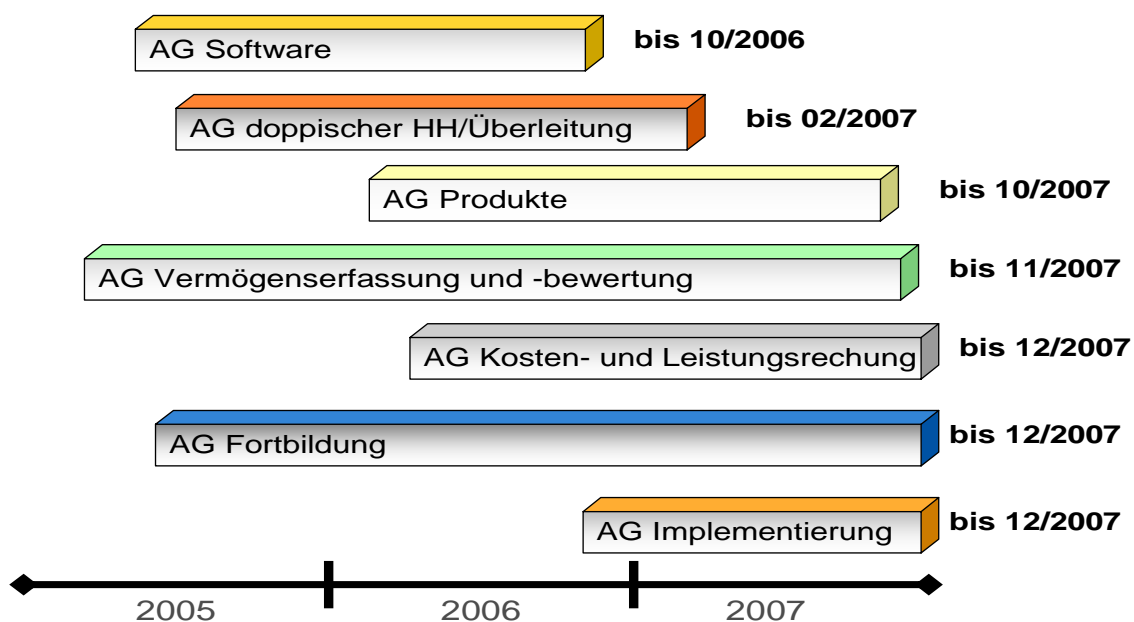 AG Software
bis 10/2006
AG doppischer HH/Überleitung
bis 02/2007
AG Produkte
bis 10/2007
AG Vermögenserfassung und -bewertung
bis 11/2007
AG Kosten- und Leistungsrechung
bis 12/2007
AG Fortbildung
bis 12/2007
AG Implementierung
bis 12/2007
2005 2006 2007